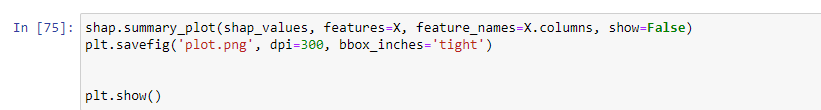 In [75]: shap.summary_plot(shap_values, features=X, feature_names=X.columns, show=False)
plt.savefig('plot.png', dpi=300, bbox_inches='tight')
plt.show()